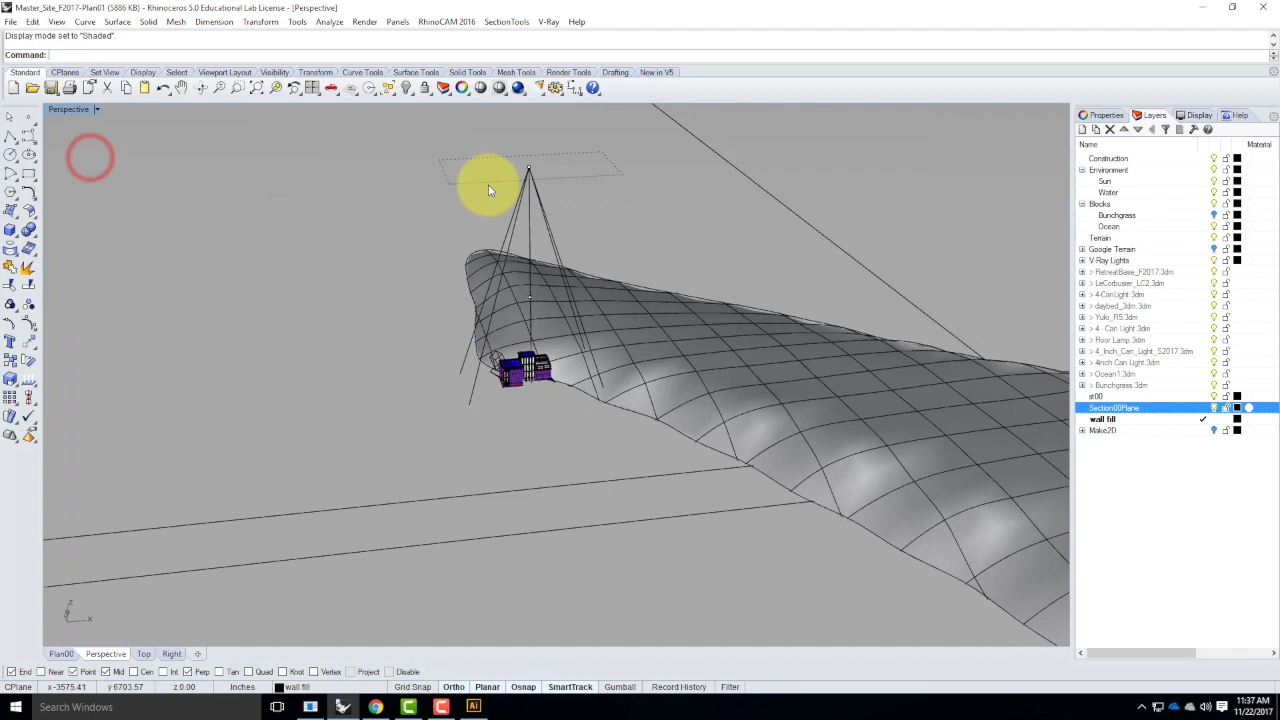 Master_Site_F2017-Plan01 (5886 KB) - Rhinoceros 5.0 Educational Lab License - [Perspective]
File Edit View Curve Surface Solid Mesh Dimension Transform Tools Analyze Render Panels RhinoCAM 2016 SectionTools V-Ray Help
Display mode set to "Shaded".
Command:
Standard CPlanes Set View Display Select Viewport Layout Visibility Transform Curve Tools Surface Tools Solid Tools Mesh Tools Render Tools Drafting New in V5
Perspective
Properties Layers Display Help
Name Material
Construction
Environment
Sun
Water
Blocks
Bunchgrass
Ocean
Terrain
Google Terrain
V-Ray Lights
> RetreatBase_F2017.3dm
> LeCorbusier_LC2.3dm
> 4-CanLight.3dm
> daybed_3dm.3dm
> Yuki_R5.3dm
> 4 - Can Light.3dm
> Floor Lamp.3dm
> 4_Inch_Can_Light_S2017.3dm
> 4inch Can Light.3dm
> Ocean1.3dm
> Bunchgrass.3dm
st00
Section00Plane
wall fill
Make2D
z
x
Plan00 Perspective Top Right
End Near Point Mid Cen Int Perp Tan Quad Knot Vertex Project Disable
CPlane x -3575.41 y 6703.57 z 0.00 Inches wall fill Grid Snap Ortho Planar Osnap SmartTrack Gumball Record History Filter
Search Windows
11:37 AM
11/22/2017